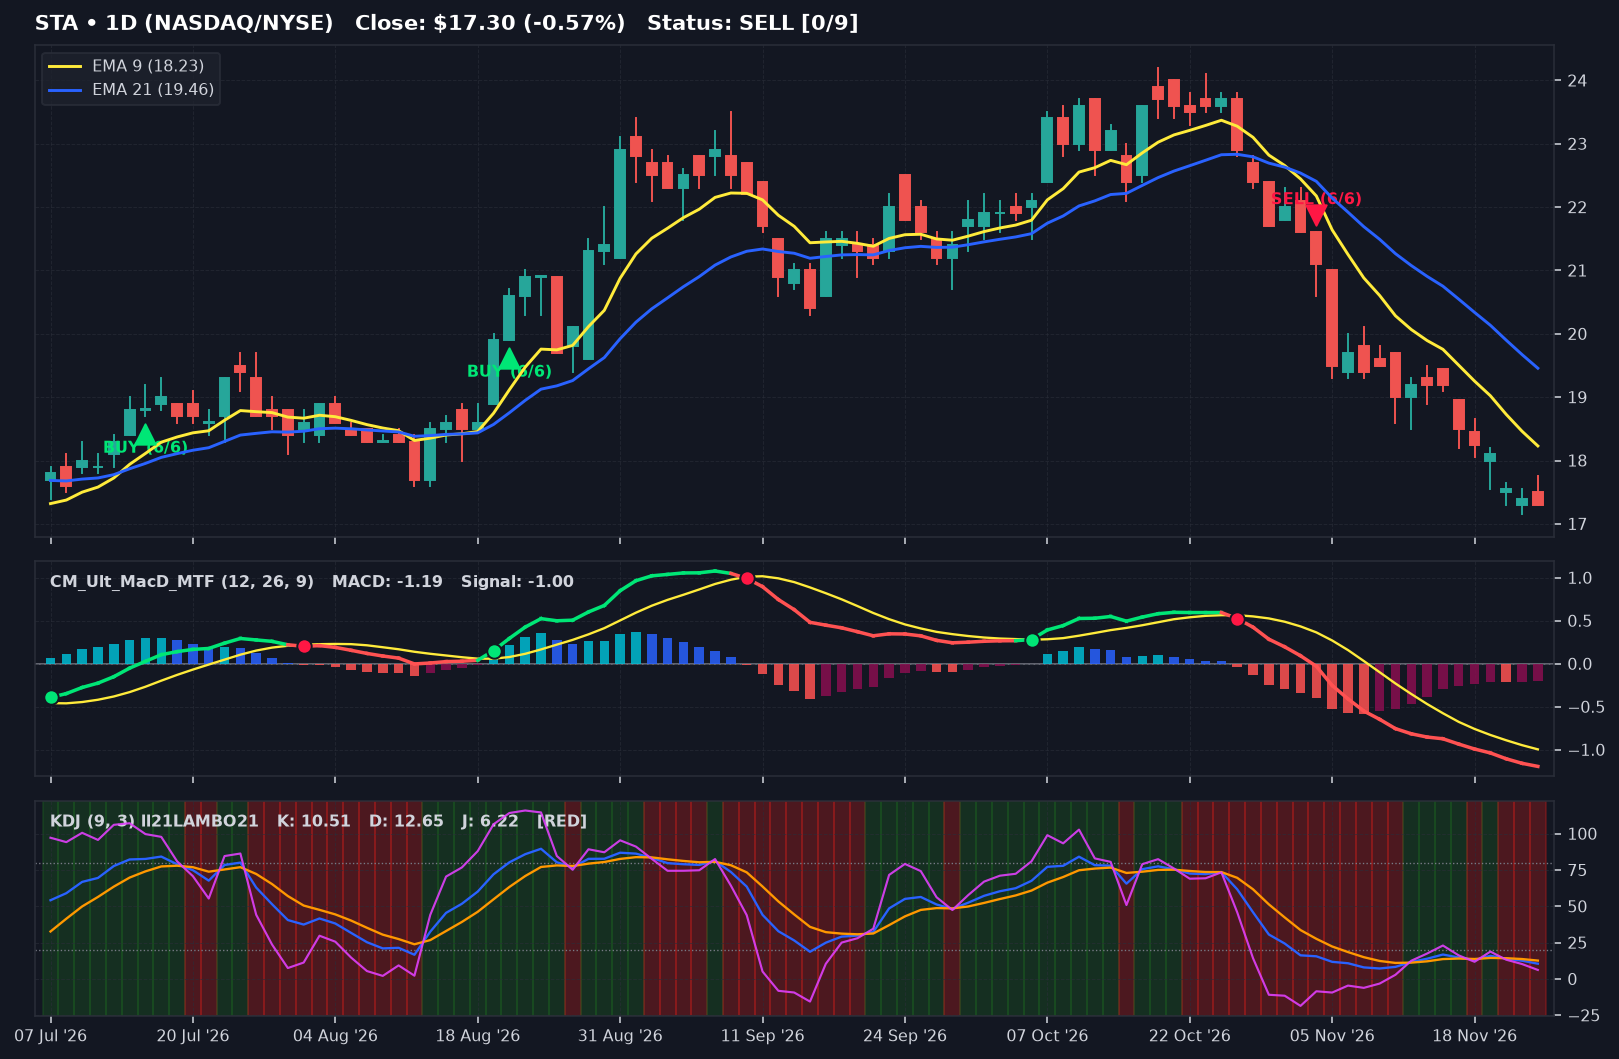 STA • 1D (NASDAQ/NYSE)   Close: $17.30 (-0.57%)   Status: SELL [0/9]
EMA 9 (18.23)
EMA 21 (19.46)
24
23
22
21
20
19
18
17
SELL (6/6)
BUY (6/6)
BUY (6/6)
CM_Ult_MacD_MTF (12, 26, 9)   MACD: -1.19   Signal: -1.00
1.0
0.5
0.0
−0.5
−1.0
KDJ (9, 3) II21LAMBO21   K: 10.51   D: 12.65   J: 6.22   [RED]
100
75
50
25
0
−25
07 Jul '26
20 Jul '26
04 Aug '26
18 Aug '26
31 Aug '26
11 Sep '26
24 Sep '26
07 Oct '26
22 Oct '26
05 Nov '26
18 Nov '26